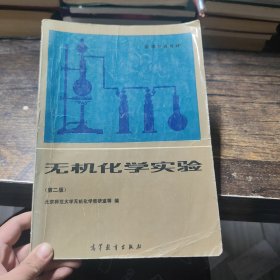 高等学校教材
无机化学实验
(第二版)
北京师范大学无机化学教研室等 编
高等教育出版社